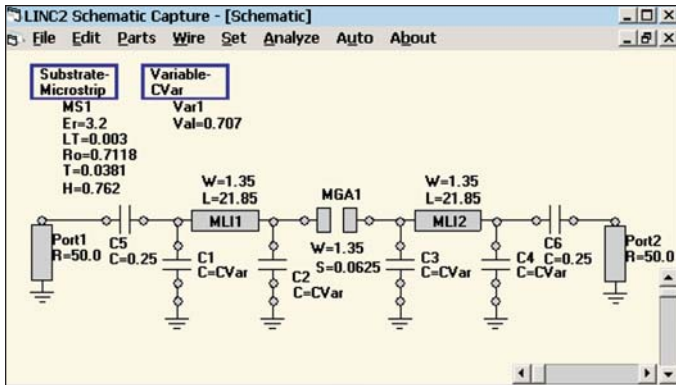 LINC2 Schematic Capture - [Schematic]
File Edit Parts Wire Set Analyze Auto About
Substrate-
Microstrip
MS1
Er=3.2
LT=0.003
Ro=0.7118
T=0.0381
H=0.762
Variable-
CVar
Var1
Val=0.707
Port1
R=50.0
C5
C=0.25
C1
C=CVar
W=1.35
L=21.85
MLI1
C2
C=CVar
MGA1
W=1.35
S=0.0625
C3
C=CVar
W=1.35
L=21.85
MLI2
C4
C=CVar
C6
C=0.25
Port2
R=50.0